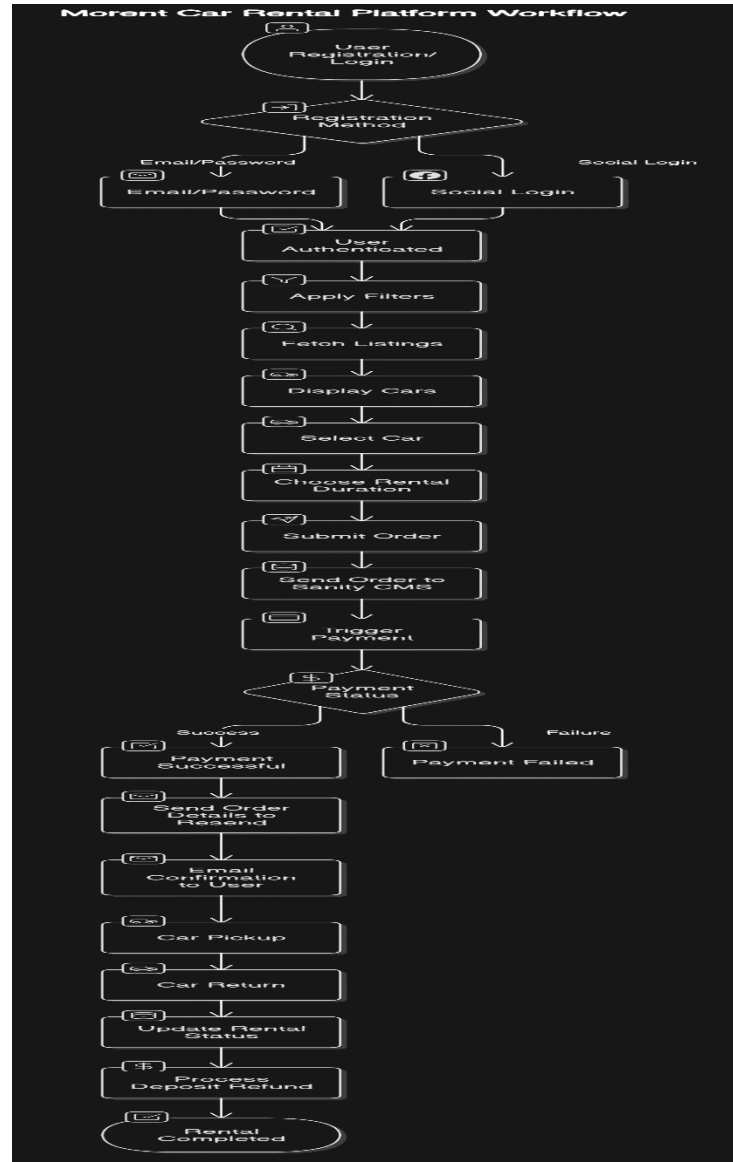 Morent Car Rental Platform Workflow
User
Registration/
Login
Registration
Method
Email/Password
Social Login
Email/Password
Social Login
User
Authenticated
Apply Filters
Fetch Listings
Display Cars
Select Car
Choose Rental
Duration
Submit Order
Send Order to
Sanity CMS
Trigger
Payment
$
Payment
Status
Success
Failure
Payment
Successful
Payment Failed
Send Order
Details to
Resend
Email
Confirmation
to User
Car Pickup
Car Return
Update Rental
Status
$
Process
Deposit Refund
Rental
Completed